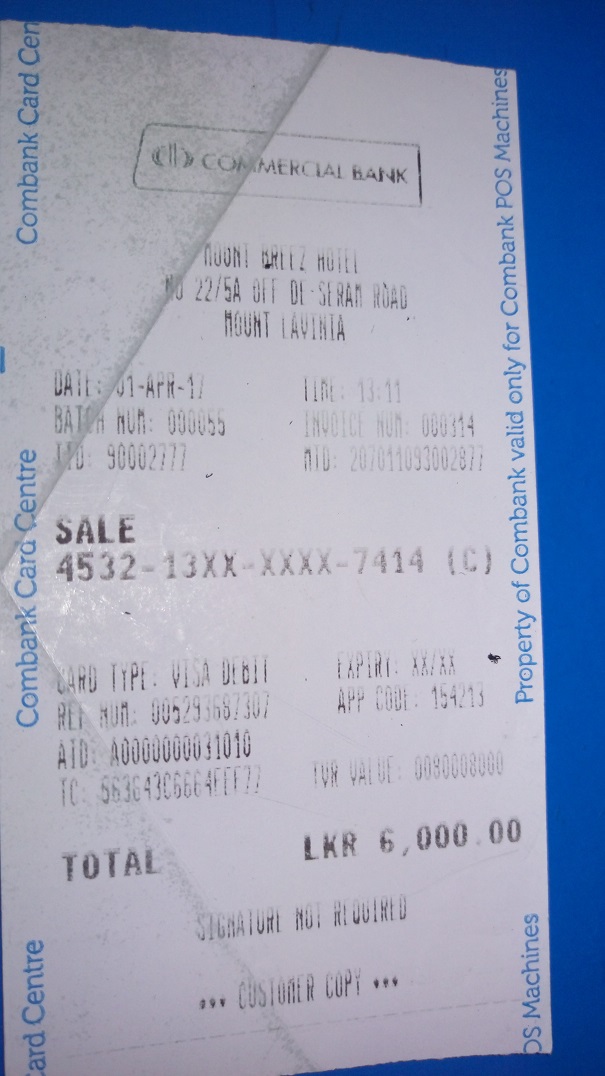 COMMERCIAL BANK
MOUNT BREEZ HOTEL
NO 22/5A OFF DE-SERAM ROAD
MOUNT LAVINIA
DATE: 01-APR-17 TIME: 13:11
BATCH NUM: 000055 INVOICE NUM: 000314
TID: 90002777 MID: 207011093002877
SALE
4532-13XX-XXXX-7414 (C)
CARD TYPE: VISA DEBIT EXPIRY: XX/XX
REF NUM: 005293687307 APP CODE: 154213
AID: A0000000031010
TC: TVR VALUE: 0080008000
TOTAL LKR 6,000.00
SIGNATURE NOT REQUIRED
*** CUSTOMER COPY ***
Combank Card Cen
Combank Card Centre
ard Centre
Property of Combank valid only for Combank POS Machines
OS Machines